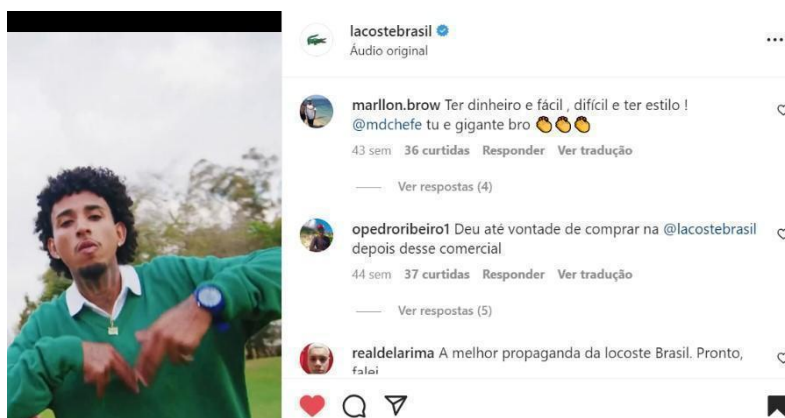 lacostebrasil
Áudio original
marllon.brow Ter dinheiro e fácil , difícil e ter estilo !
@mdchefe tu e gigante bro 👏👏👏
43 sem 36 curtidas Responder Ver tradução
Ver respostas (4)
opedroribeiro1 Deu até vontade de comprar na @lacostebrasil
depois desse comercial
44 sem 37 curtidas Responder Ver tradução
Ver respostas (5)
realdelarima A melhor propaganda da locoste Brasil. Pronto,
falei